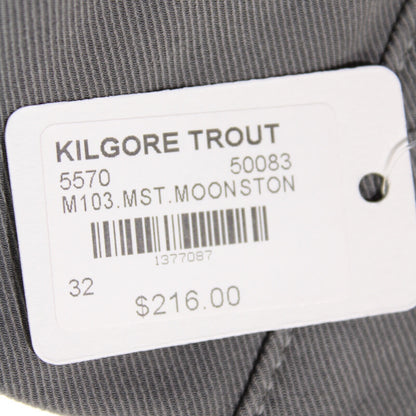 KILGORE TROUT
5570 50083
M103.MST.MOONSTON
1377087
32
$216.00